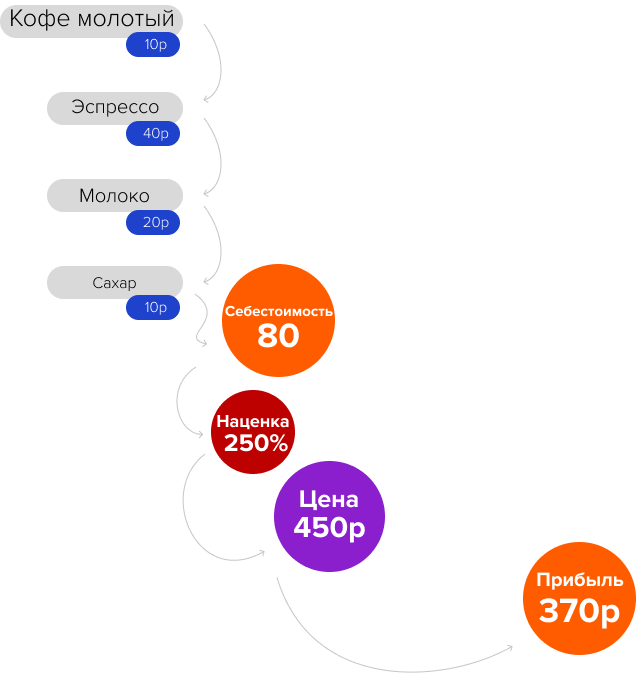 Кофе молотый
10р
Эспрессо
40р
Молоко
20р
Сахар
10р
Себестоимость
80
Наценка
250%
Цена
450р
Прибыль
370р